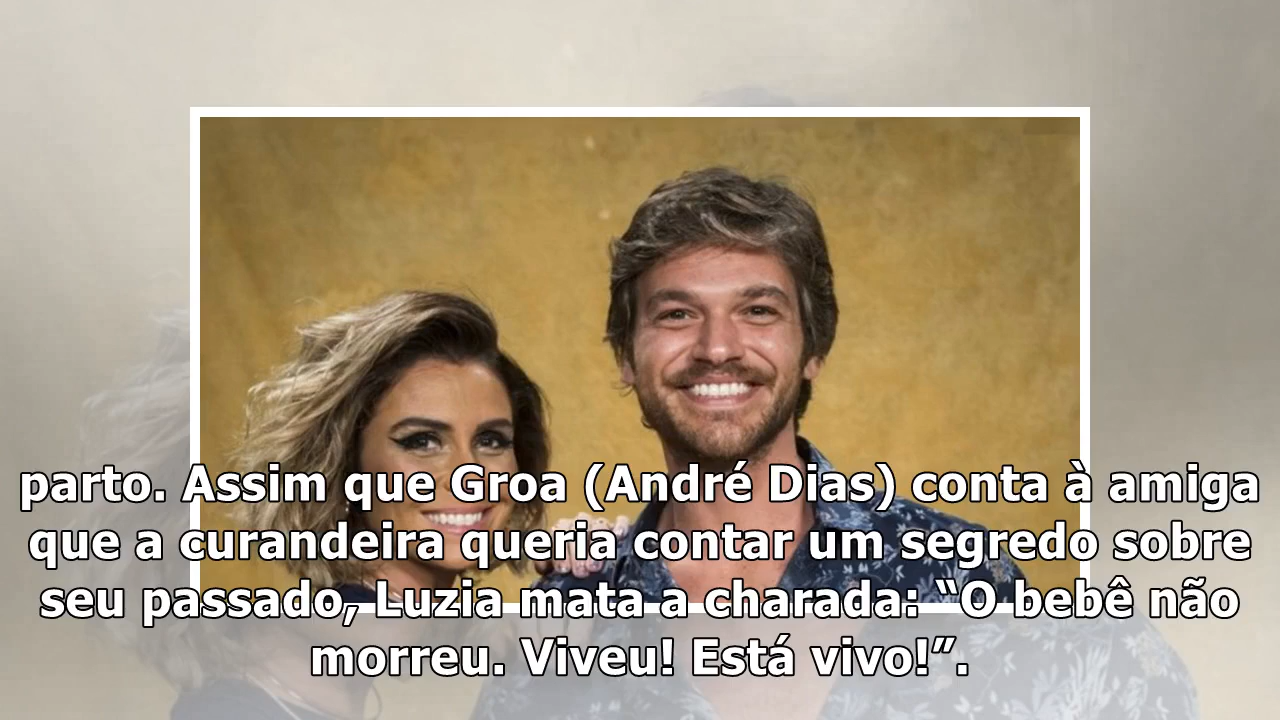 parto. Assim que Groa (André Dias) conta à amiga
que a curandeira queria contar um segredo sobre
seu passado, Luzia mata a charada: “O bebê não
morreu. Viveu! Está vivo!”.